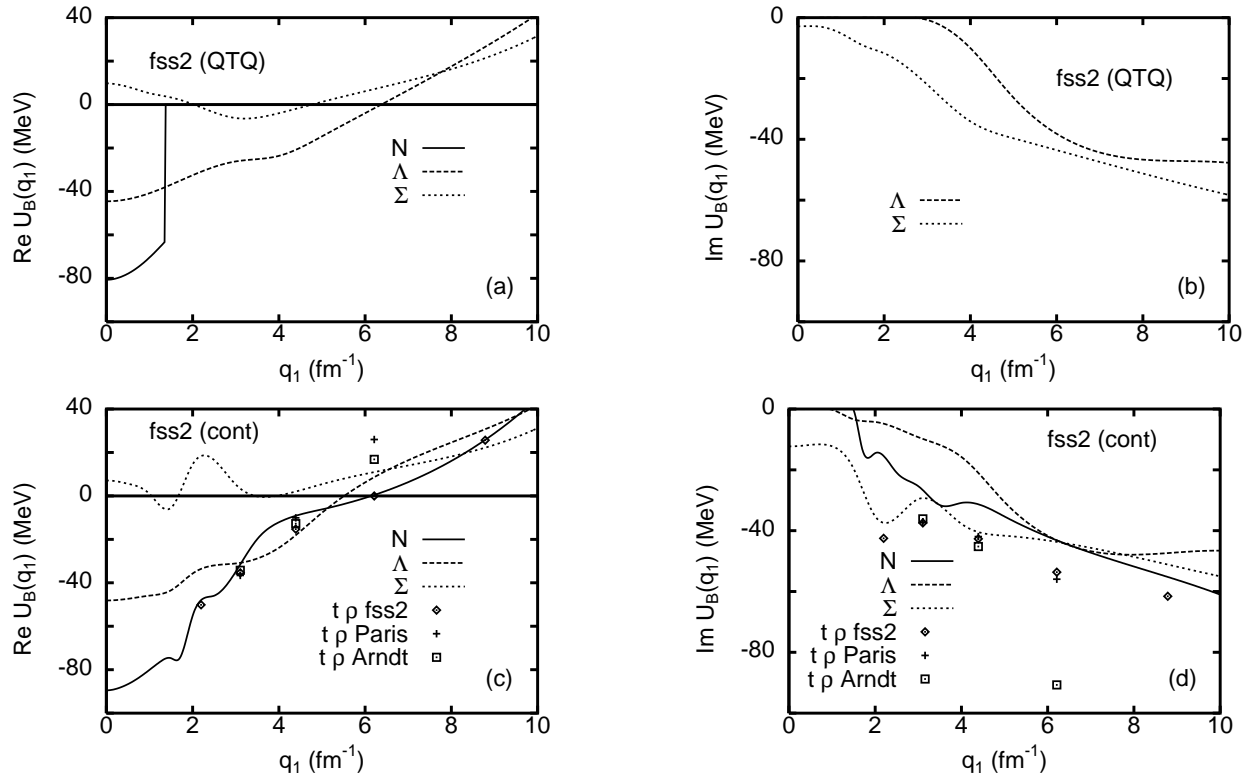 Re U_B(q_1) (MeV)
40
0
-40
-80
fss2 (QTQ)
N
Λ
Σ
(a)
0 2 4 6 8 10
q_1 (fm^-1)
Im U_B(q_1) (MeV)
0
-40
-80
fss2 (QTQ)
Λ
Σ
(b)
0 2 4 6 8 10
q_1 (fm^-1)
Re U_B(q_1) (MeV)
40
0
-40
-80
fss2 (cont)
N
Λ
Σ
t ρ fss2
t ρ Paris
t ρ Arndt
(c)
0 2 4 6 8 10
q_1 (fm^-1)
Im U_B(q_1) (MeV)
0
-40
-80
fss2 (cont)
N
Λ
Σ
t ρ fss2
t ρ Paris
t ρ Arndt
(d)
0 2 4 6 8 10
q_1 (fm^-1)